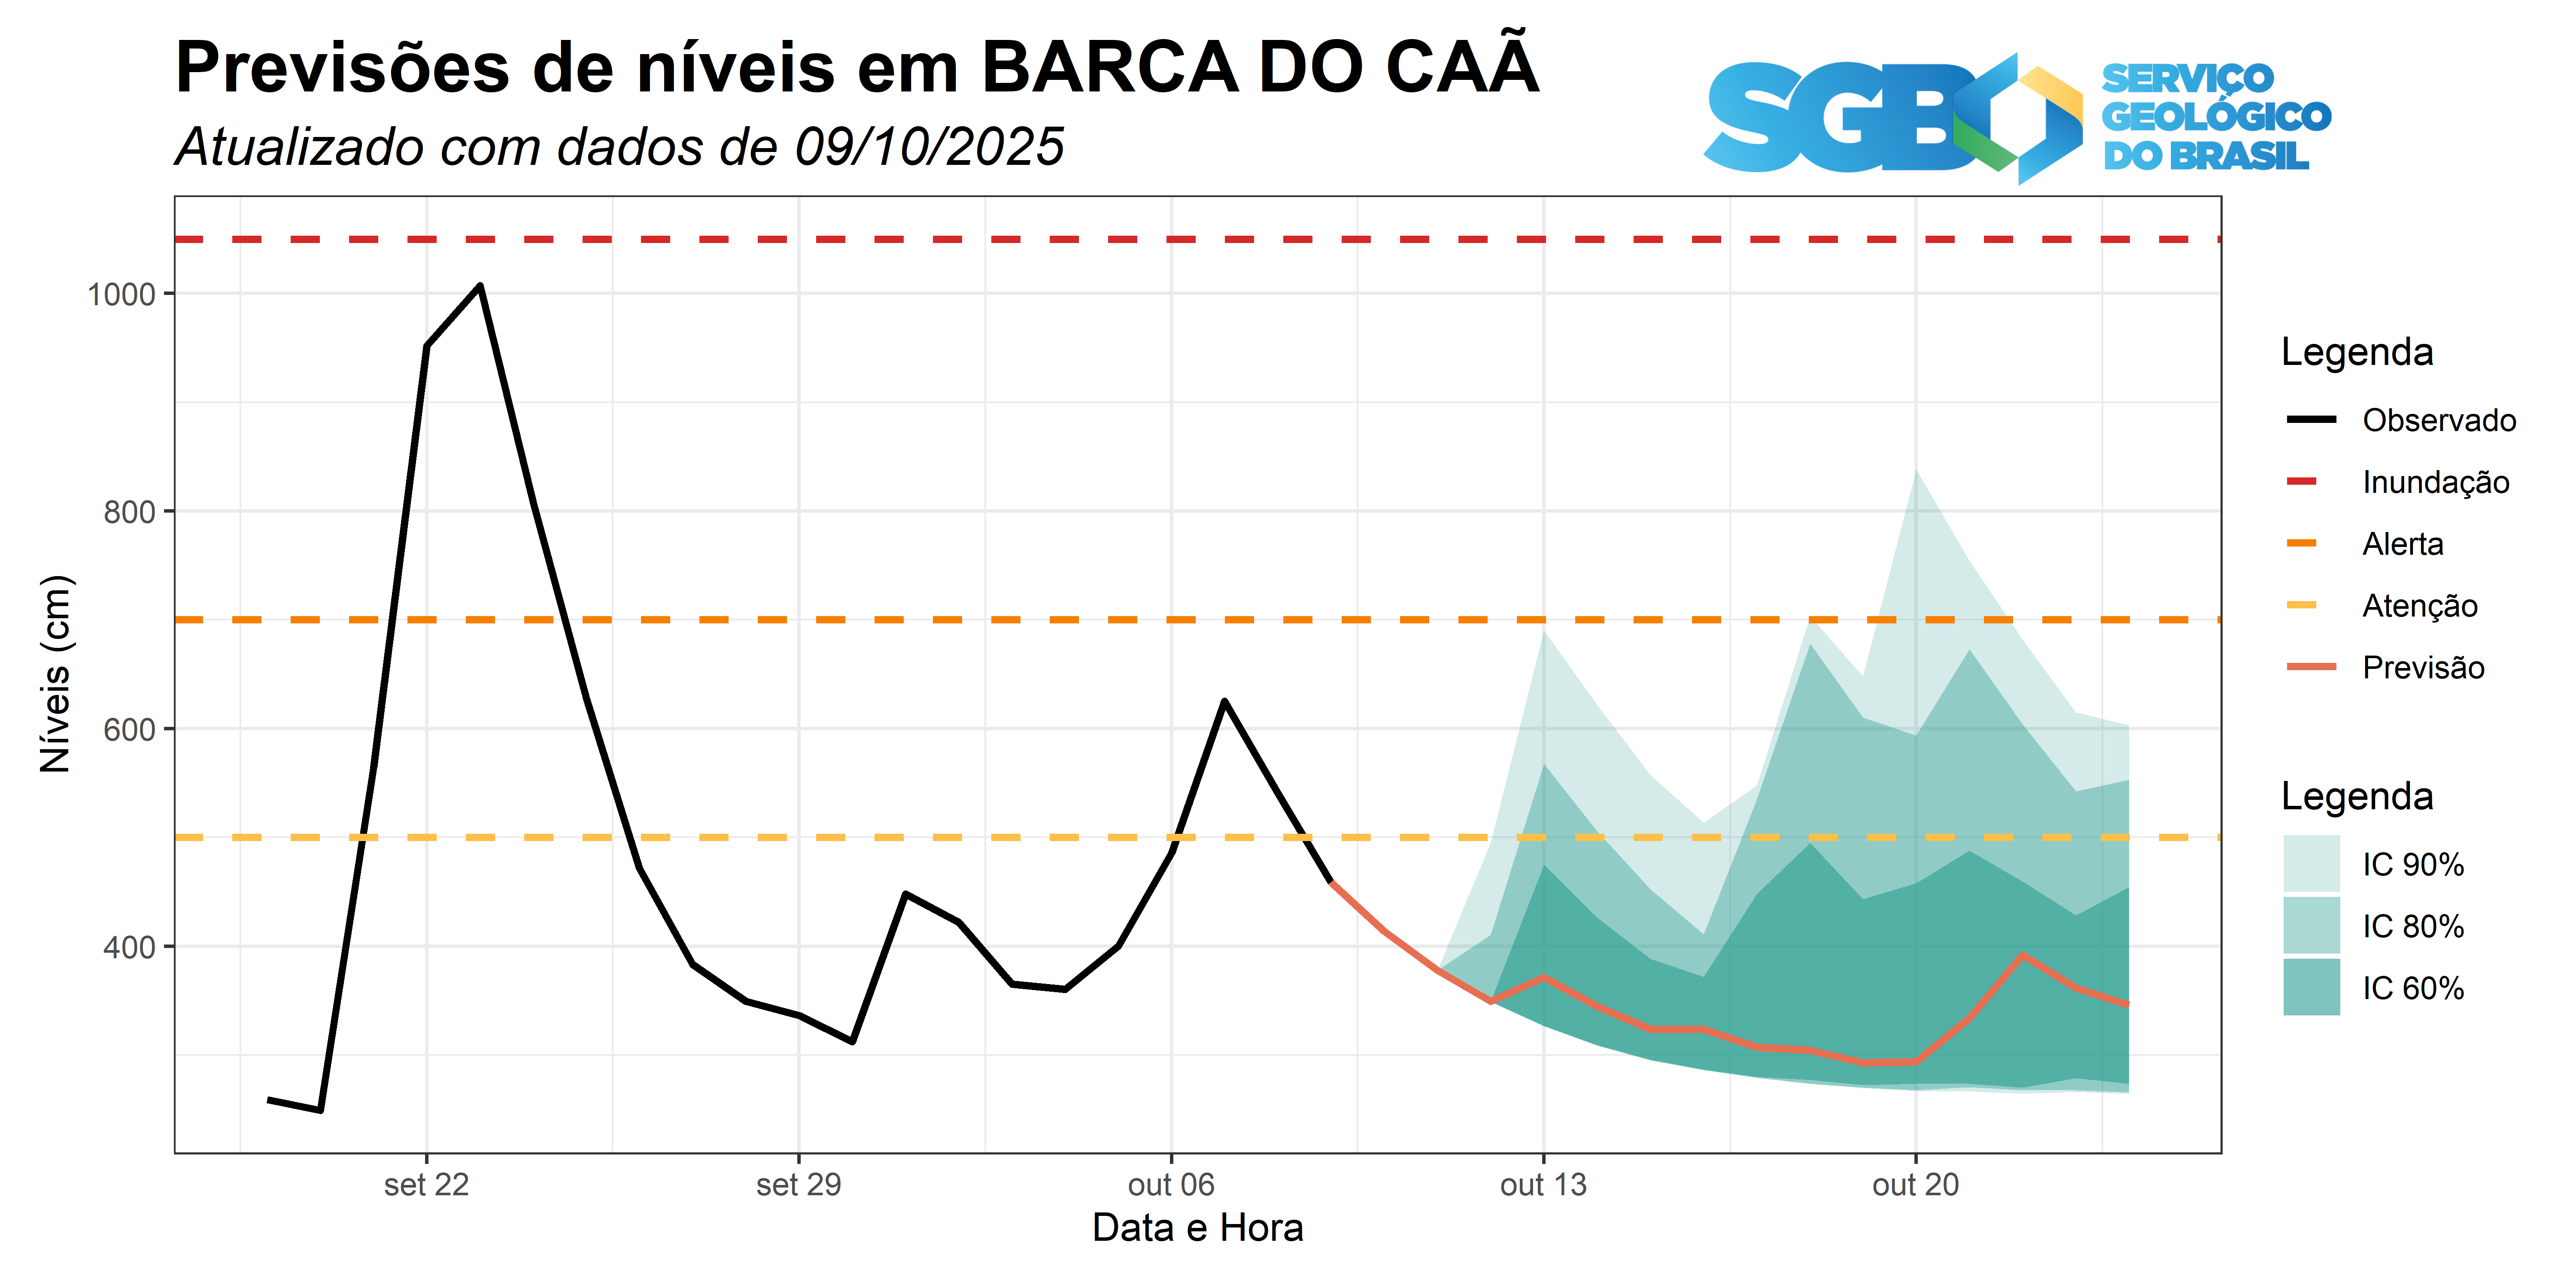 Previsões de níveis em BARCA DO CAÃ
Atualizado com dados de 09/10/2025
SGB
SERVIÇO
GEOLÓGICO
DO BRASIL
Níveis (cm)
1000
800
600
400
set 22
set 29
out 06
out 13
out 20
Data e Hora
Legenda
Observado
Inundação
Alerta
Atenção
Previsão
Legenda
IC 90%
IC 80%
IC 60%